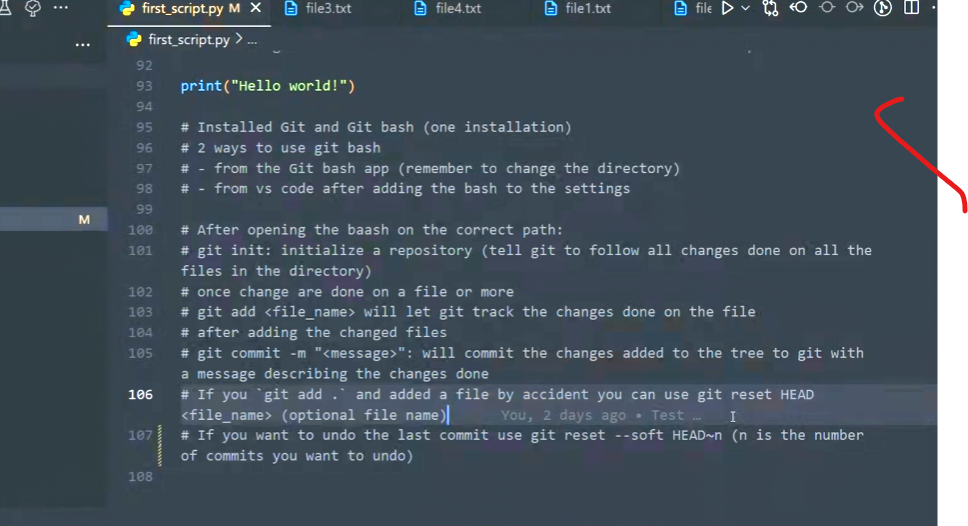 first_script.py M
file3.txt
file4.txt
file1.txt
file
first_script.py > ...
92
93 print("Hello world!")
94
95 # Installed Git and Git bash (one installation)
96 # 2 ways to use git bash
97 # - from the Git bash app (remember to change the directory)
98 # - from vs code after adding the bash to the settings
99
100 # After opening the baash on the correct path:
101 # git init: initialize a repository (tell git to follow all changes done on all the
files in the directory)
102 # once change are done on a file or more
103 # git add <file_name> will let git track the changes done on the file
104 # after adding the changed files
105 # git commit -m "<message>": will commit the changes added to the tree to git with
a message describing the changes done
106 # If you `git add .` and added a file by accident you can use git reset HEAD
<file_name> (optional file name) You, 2 days ago • Test …
M
107 # If you want to undo the last commit use git reset --soft HEAD~n (n is the number
of commits you want to undo)
108